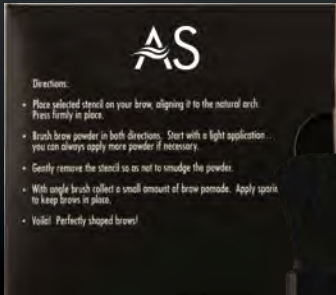 AS
Directions:
• Place selected stencil on your brow, aligning it to the natural arch.
Press firmly in place.
• Brush brow powder in both directions. Start with a light application...
you can always apply more powder if necessary.
• Gently remove the stencil so as not to smudge the powder.
• With angle brush collect a small amount of brow pomade. Apply
to keep brows in place.
• Voila! Perfectly shaped brows!